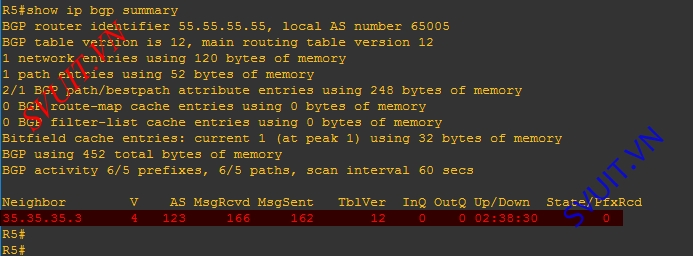 R5#show ip bgp summary
BGP router identifier 55.55.55.55, local AS number 65005
BGP table version is 12, main routing table version 12
1 network entries using 120 bytes of memory
1 path entries using 52 bytes of memory
2/1 BGP path/bestpath attribute entries using 248 bytes of memory
0 BGP route-map cache entries using 0 bytes of memory
0 BGP filter-list cache entries using 0 bytes of memory
Bitfield cache entries: current 1 (at peak 1) using 32 bytes of memory
BGP using 452 total bytes of memory
BGP activity 6/5 prefixes, 6/5 paths, scan interval 60 secs
Neighbor V AS MsgRcvd MsgSent TblVer InQ OutQ Up/Down State/PfxRcd
35.35.35.3 4 123 166 162 12 0 0 02:38:30 0
R5#
R5#
SVUIT.VN
SVUIT.VN